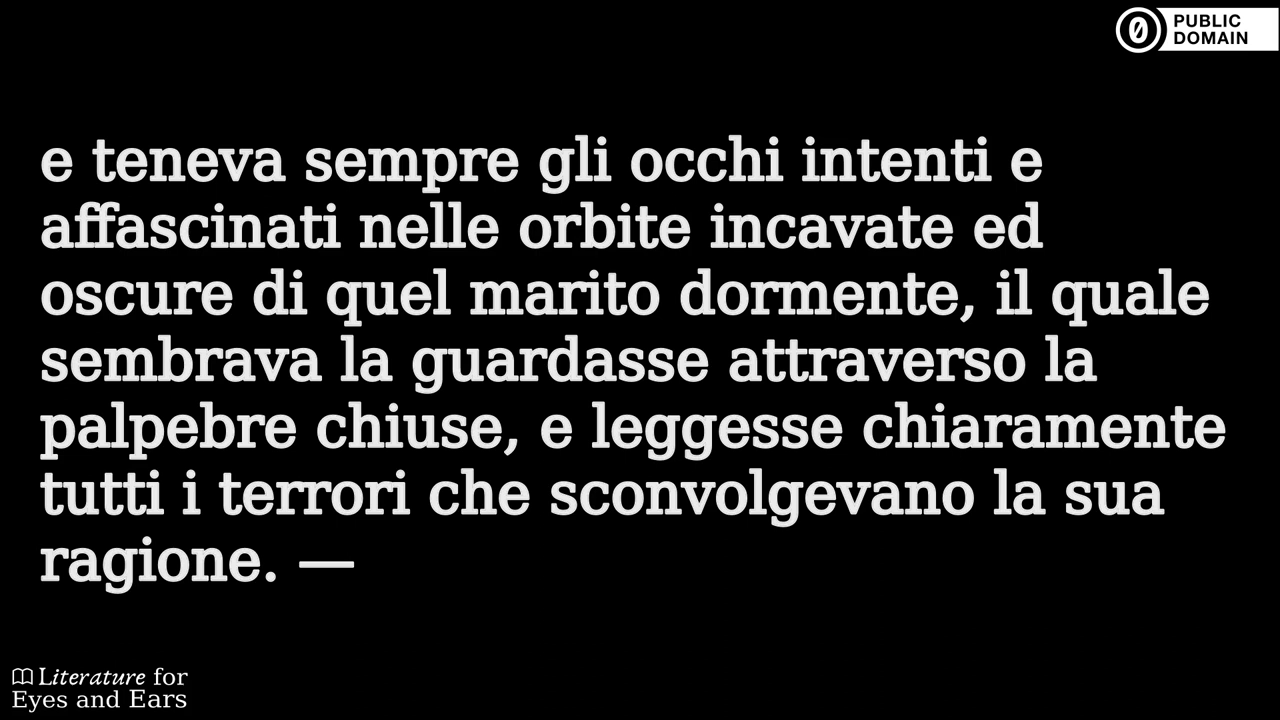 PUBLIC
DOMAIN
e teneva sempre gli occhi intenti e
affascinati nelle orbite incavate ed
oscure di quel marito dormente, il quale
sembrava la guardasse attraverso la
palpebre chiuse, e leggesse chiaramente
tutti i terrori che sconvolgevano la sua
ragione. —
Literature for
Eyes and Ears